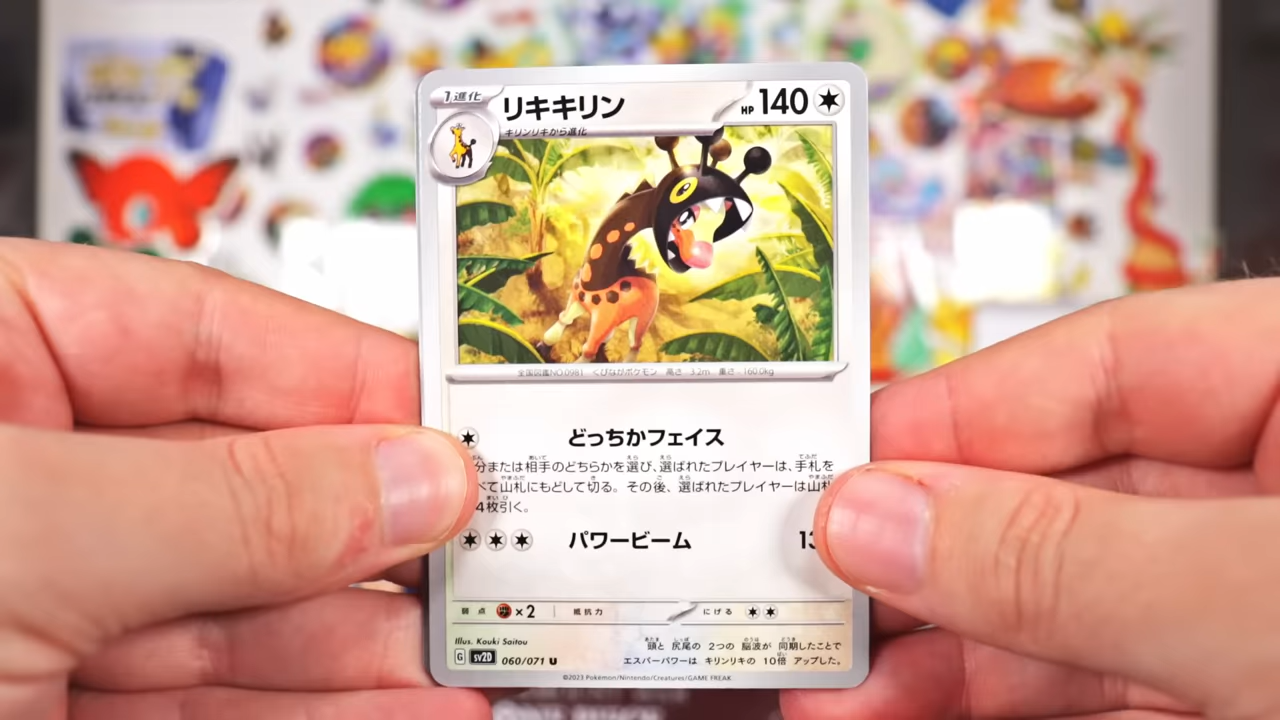 1進化
リキキリン
HP 140
キリンリキから進化
全国図鑑NO.0981 くびながポケモン 高さ:3.2m 重さ:160.0kg
どっちかフェイス
分または相手のどちらかを選び、選ばれたプレイヤーは、手札を
べて山札にもどして切る。その後、選ばれたプレイヤーは山札
4枚引く。
パワービーム 1
弱点 ×2 抵抗力 にげる
Illus. Kouki Saitou
頭と 尻尾の 2つの 脳波が 同期したことで
エスパーパワーは キリンリキの 10倍 アップした。
G sv2D 060/071 U
©2023 Pokémon/Nintendo/Creatures/GAME FREAK